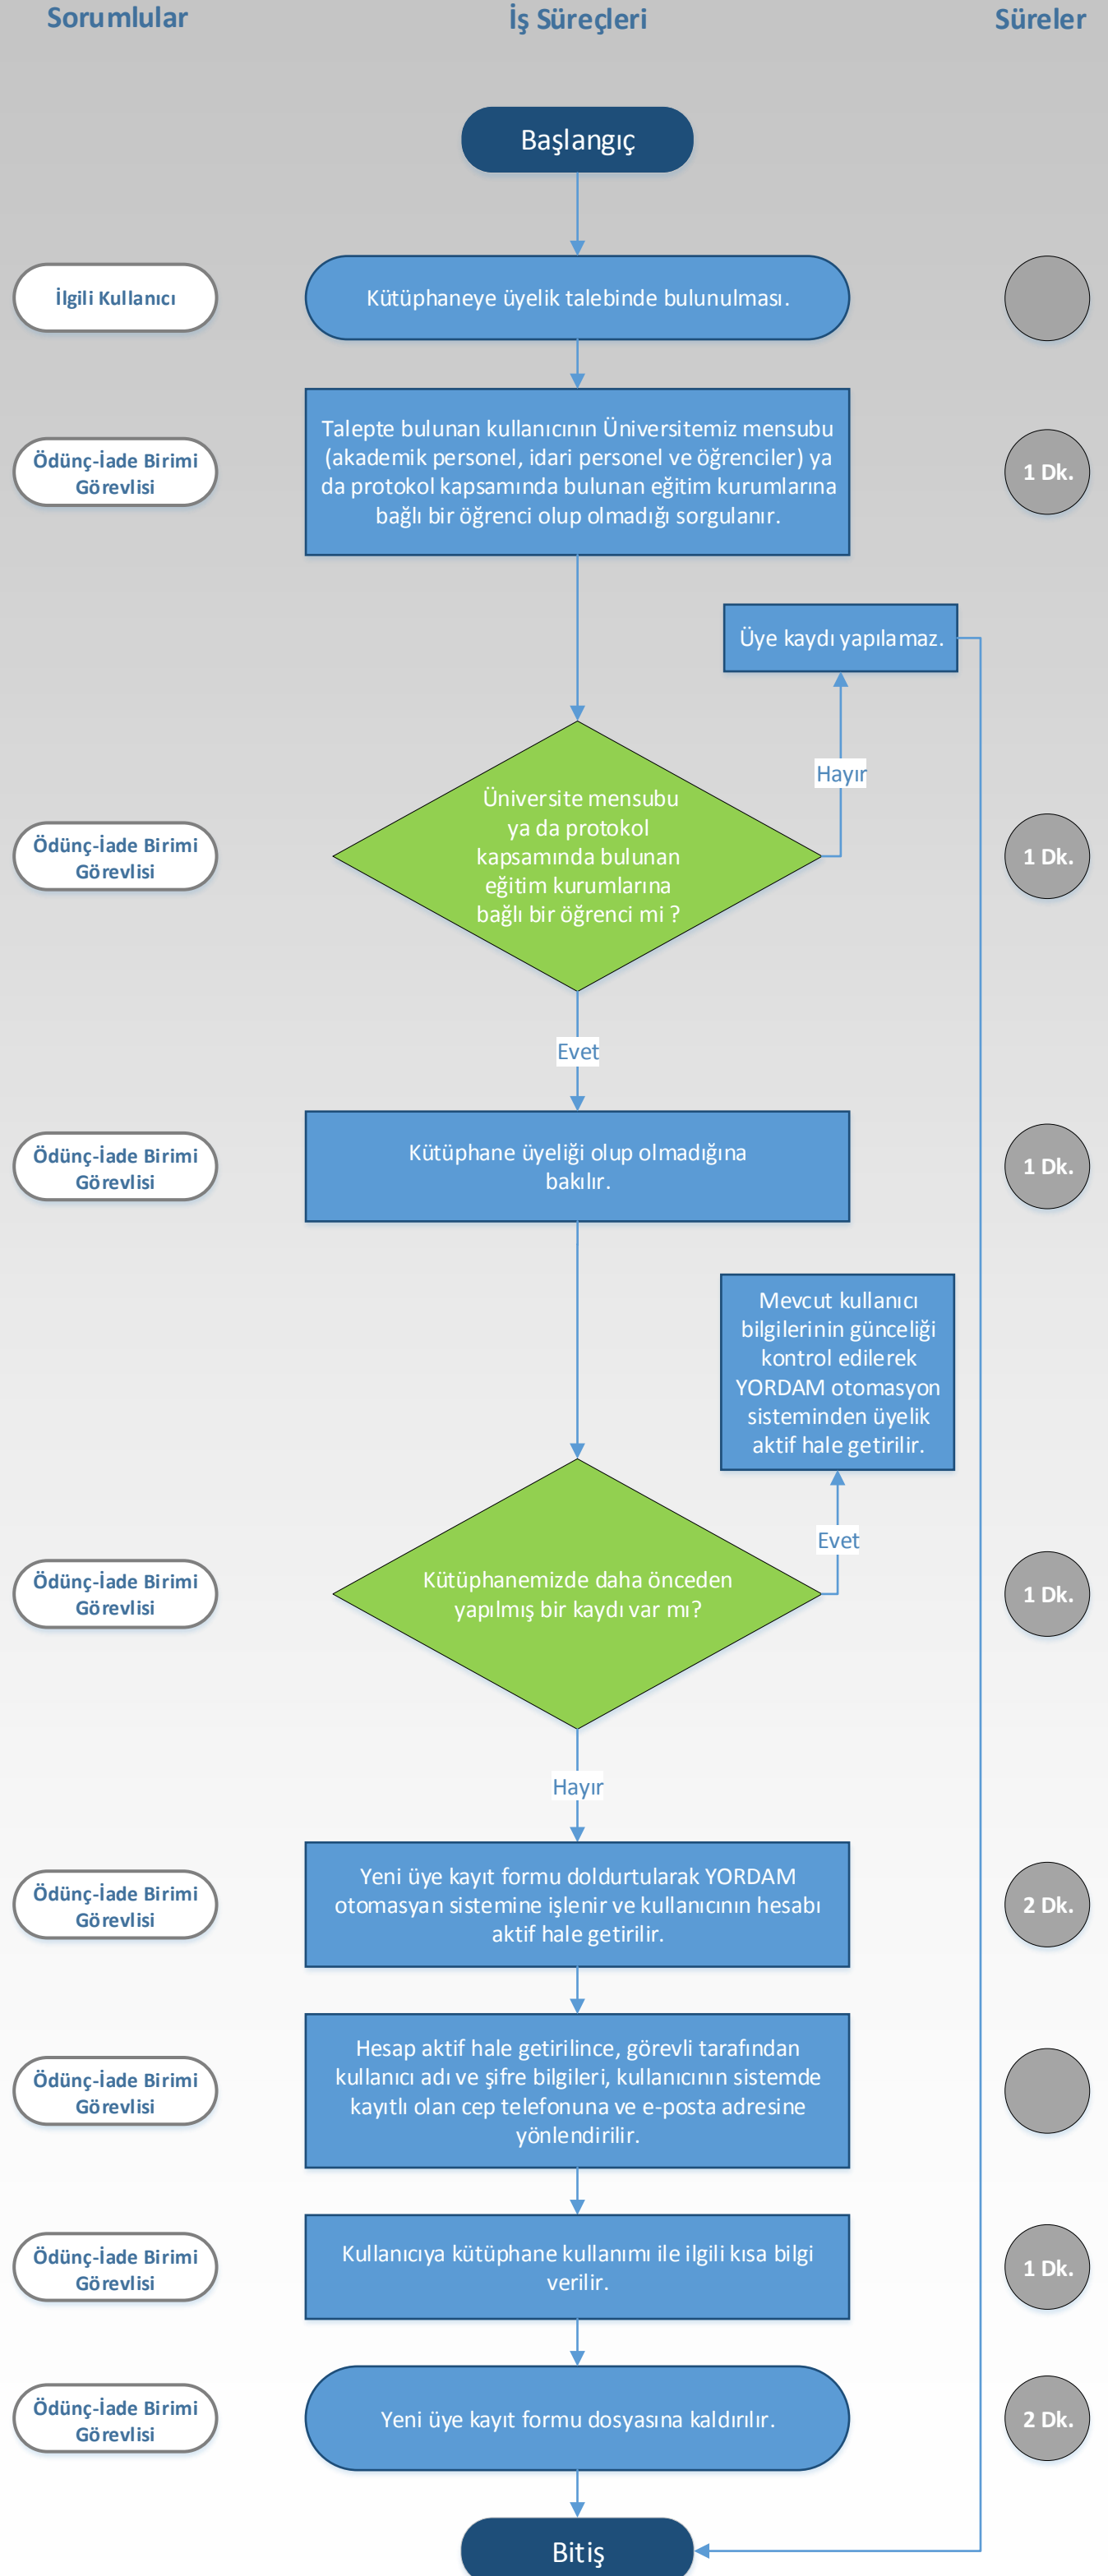 Sorumlular
İş Süreçleri
Süreler
Başlangıç
İlgili Kullanıcı
Kütüphaneye üyelik talebinde bulunulması.
Ödünç-İade Birimi
Görevlisi
Talepte bulunan kullanıcının Üniversitemiz mensubu
(akademik personel, idari personel ve öğrenciler) ya
da protokol kapsamında bulunan eğitim kurumlarına
bağlı bir öğrenci olup olmadığı sorgulanır.
1 Dk.
Üye kaydı yapılamaz.
Hayır
Ödünç-İade Birimi
Görevlisi
Üniversite mensubu
ya da protokol
kapsamında bulunan
eğitim kurumlarına
bağlı bir öğrenci mi ?
1 Dk.
Evet
Ödünç-İade Birimi
Görevlisi
Kütüphane üyeliği olup olmadığına
bakılır.
1 Dk.
Mevcut kullanıcı
bilgilerinin günceliği
kontrol edilerek
YORDAM otomasyon
sisteminden üyelik
aktif hale getirilir.
Evet
Ödünç-İade Birimi
Görevlisi
Kütüphanemizde daha önceden
yapılmış bir kaydı var mı?
1 Dk.
Hayır
Ödünç-İade Birimi
Görevlisi
Yeni üye kayıt formu doldurtularak YORDAM
otomasyan sistemine işlenir ve kullanıcının hesabı
aktif hale getirilir.
2 Dk.
Ödünç-İade Birimi
Görevlisi
Hesap aktif hale getirilince, görevli tarafından
kullanıcı adı ve şifre bilgileri, kullanıcının sistemde
kayıtlı olan cep telefonuna ve e-posta adresine
yönlendirilir.
Ödünç-İade Birimi
Görevlisi
Kullanıcıya kütüphane kullanımı ile ilgili kısa bilgi
verilir.
1 Dk.
Ödünç-İade Birimi
Görevlisi
Yeni üye kayıt formu dosyasına kaldırılır.
2 Dk.
Bitiş